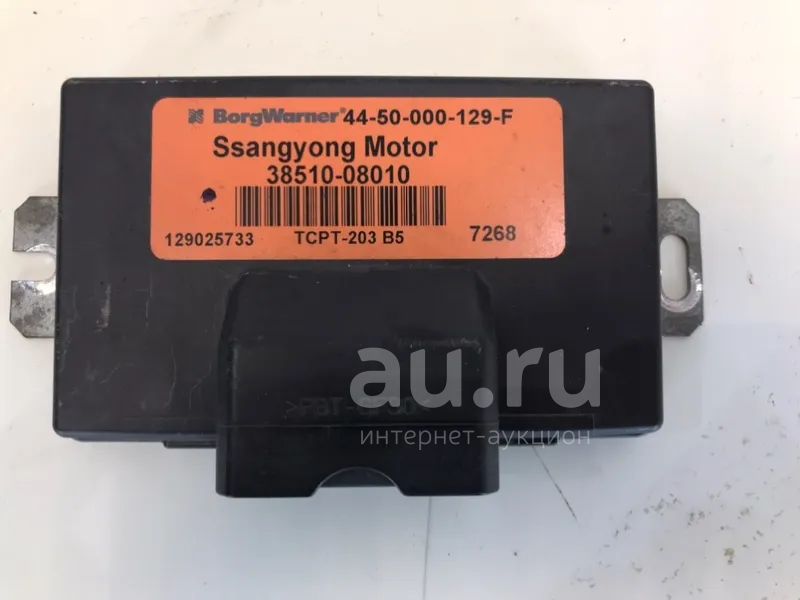 BorgWarner® 44-50-000-129-F
Ssangyong Motor
38510-08010
129025733 TCPT-203 B5 7268
au.ru
интернет-аукцион